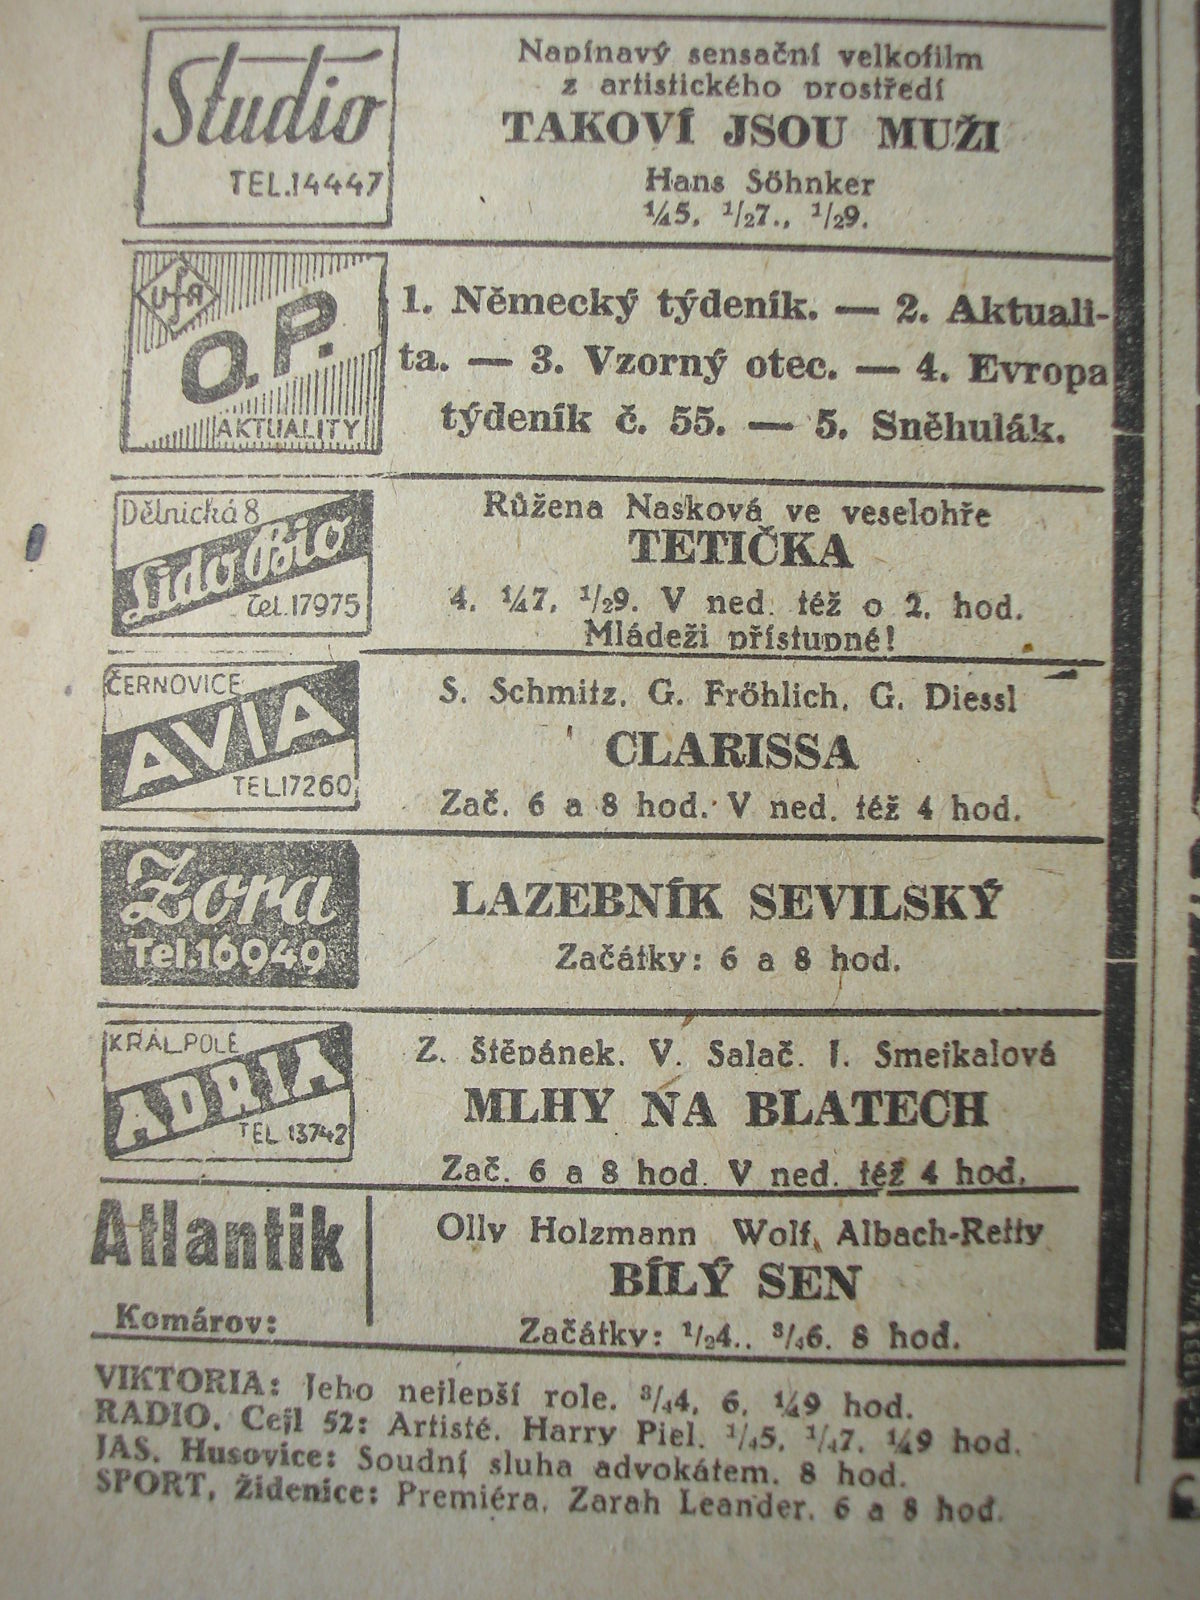 Studio
TEL.14447
Napínavý sensační velkofilm
z artistického prostředí
TAKOVÍ JSOU MUŽI
Hans Söhnker
¼5, ½7., ½9.
UFA
O.P.
AKTUALITY
1. Německý týdeník. — 2. Aktuali-
ta. — 3. Vzorný otec. — 4. Evropa
týdeník č. 55. — 5. Sněhulák.
Dělnická 8
Lido Bio
Tel.17975
Růžena Nasková ve veselohře
TETIČKA
4, ¼7, ½9. V ned. též o 2. hod.
Mládeži přístupné!
ČERNOVICE
AVIA
TEL.17260
S. Schmitz, G. Fröhlich, G. Diessl
CLARISSA
Zač. 6 a 8 hod. V ned. též 4 hod.
Zora
Tel.16949
LAZEBNÍK SEVILSKÝ
Začátky: 6 a 8 hod.
KRÁL.POLE
ADRIA
TEL 13742
Z. Štěpánek, V. Salač, J. Smejkalová
MLHY NA BLATECH
Zač. 6 a 8 hod. V ned. též 4 hod.
Atlantik
Komárov:
Olly Holzmann Wolf Albach-Retty
BÍLÝ SEN
Začátky: ½4., ¾6, 8 hod.
VIKTORIA: Jeho nejlepší role. ¾4, 6, ¼9 hod.
RADIO, Cejl 52: Artisté. Harry Piel. ¼5, ¼7, ¼9 hod.
JAS, Husovice: Soudní sluha advokátem. 8 hod.
SPORT, Židenice: Premiéra, Zarah Leander. 6 a 8 hod.